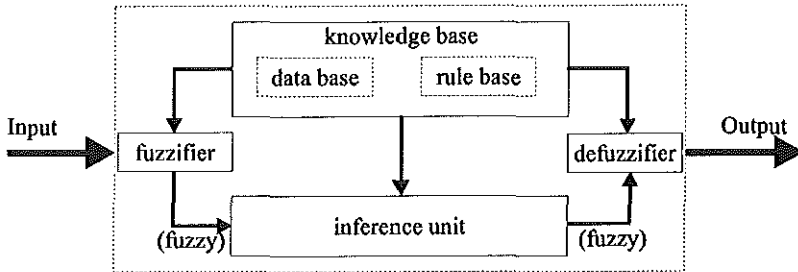 knowledge base
data base
rule base
Input
Output
fuzzifier
defuzzifier
(fuzzy)
inference unit
(fuzzy)